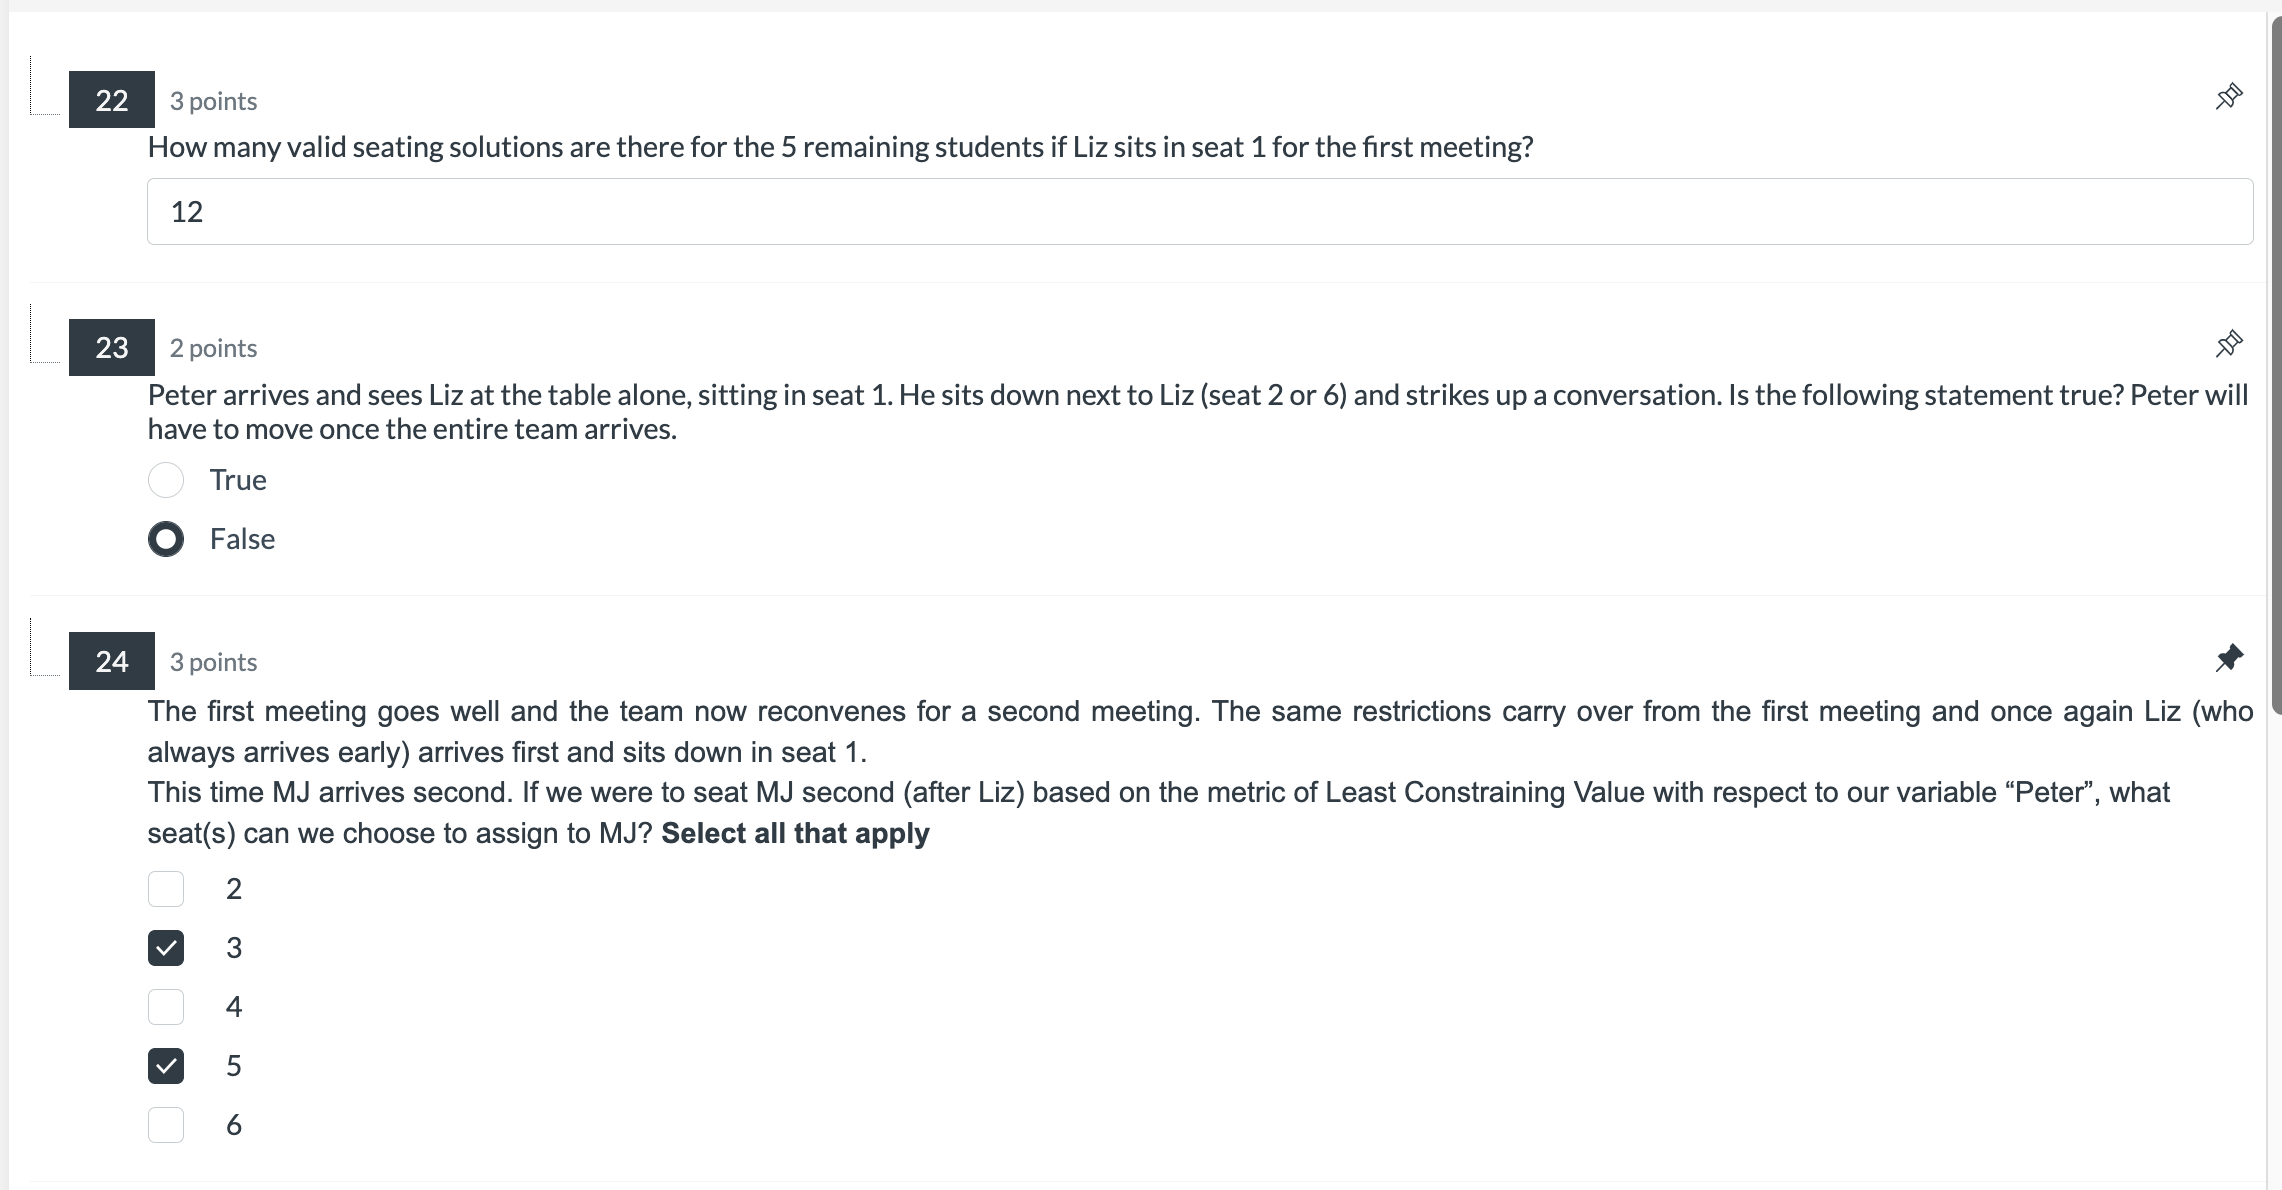 22
3 points
How many valid seating solutions are there for the 5 remaining students if Liz sits in seat 1 for the first meeting?
12
23
2 points
Peter arrives and sees Liz at the table alone, sitting in seat 1. He sits down next to Liz (seat 2 or 6) and strikes up a conversation. Is the following statement true? Peter will
have to move once the entire team arrives.
True
False
24
3 points
The first meeting goes well and the team now reconvenes for a second meeting. The same restrictions carry over from the first meeting and once again Liz (who
always arrives early) arrives first and sits down in seat 1.
This time MJ arrives second. If we were to seat MJ second (after Liz) based on the metric of Least Constraining Value with respect to our variable “Peter”, what
seat(s) can we choose to assign to MJ? Select all that apply
2
3
4
5
6